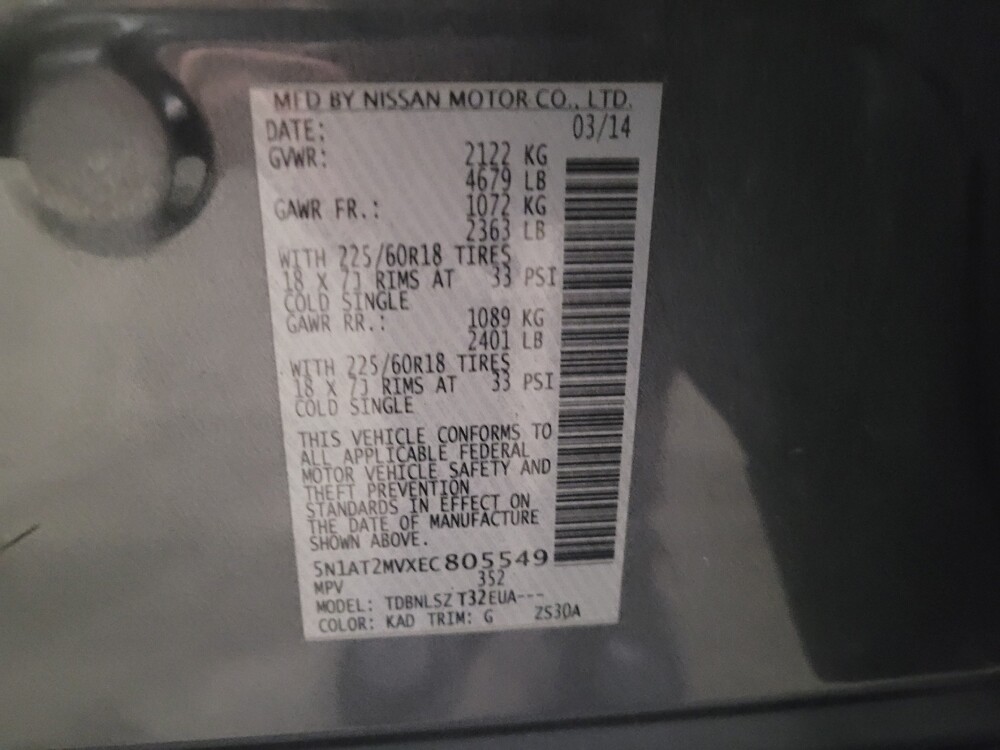 MFD BY NISSAN MOTOR CO., LTD.
DATE: 03/14
GVWR: 2122 KG
4679 LB
GAWR FR.: 1072 KG
2363 LB
WITH 225/60R18 TIRES
18 X 7J RIMS AT 33 PSI
COLD SINGLE
GAWR RR.: 1089 KG
2401 LB
WITH 225/60R18 TIRES
18 X 7J RIMS AT 33 PSI
COLD SINGLE
THIS VEHICLE CONFORMS TO
ALL APPLICABLE FEDERAL
MOTOR VEHICLE SAFETY AND
THEFT PREVENTION
STANDARDS IN EFFECT ON
THE DATE OF MANUFACTURE
SHOWN ABOVE.
5N1AT2MVXEC805549
MPV 352
MODEL: TDBNLSZ T32EUA---
COLOR: KAD TRIM: G ZS30A